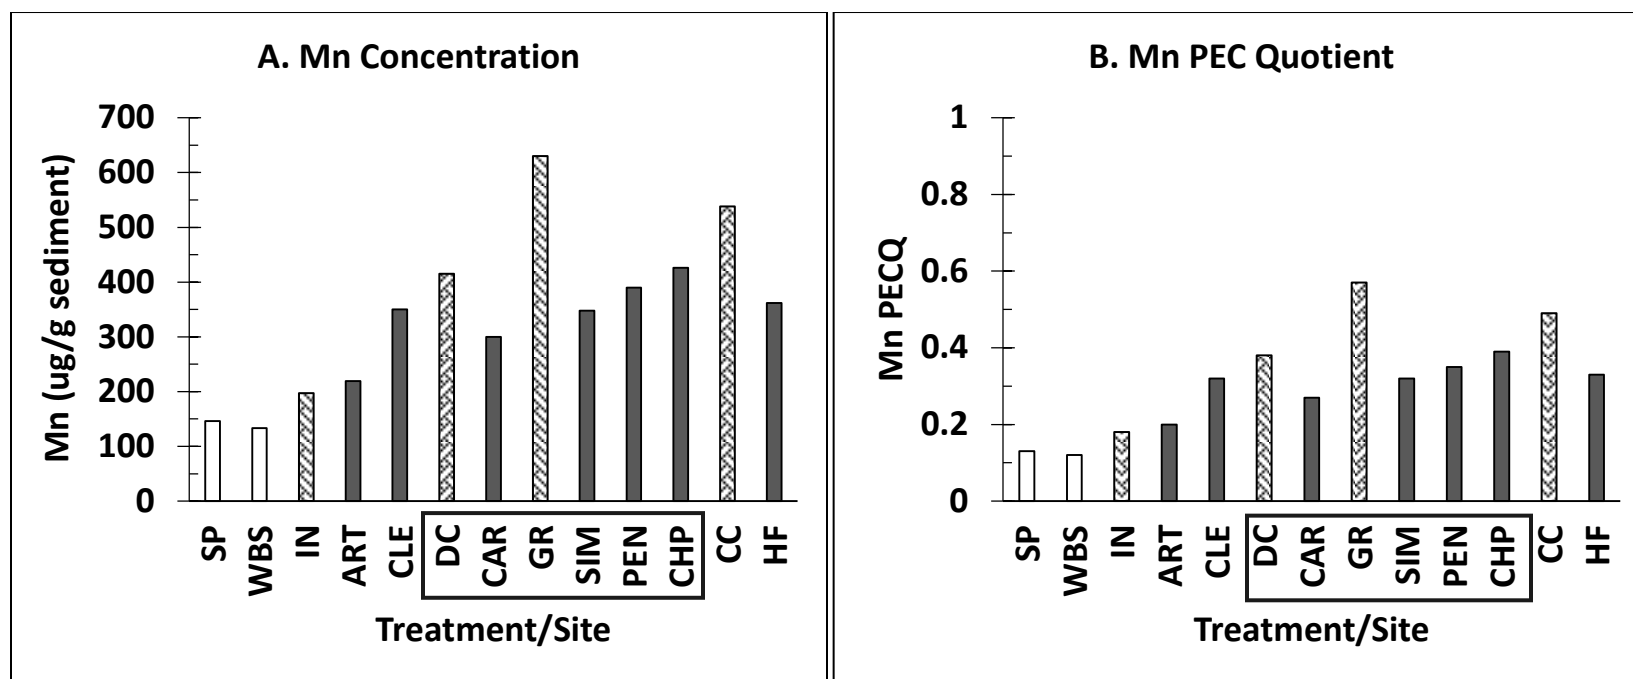 A. Mn Concentration
Mn (ug/g sediment)
700
600
500
400
300
200
100
0
SP
WBS
IN
ART
CLE
DC
CAR
GR
SIM
PEN
CHP
CC
HF
Treatment/Site
B. Mn PEC Quotient
Mn PECQ
1
0.8
0.6
0.4
0.2
0
SP
WBS
IN
ART
CLE
DC
CAR
GR
SIM
PEN
CHP
CC
HF
Treatment/Site